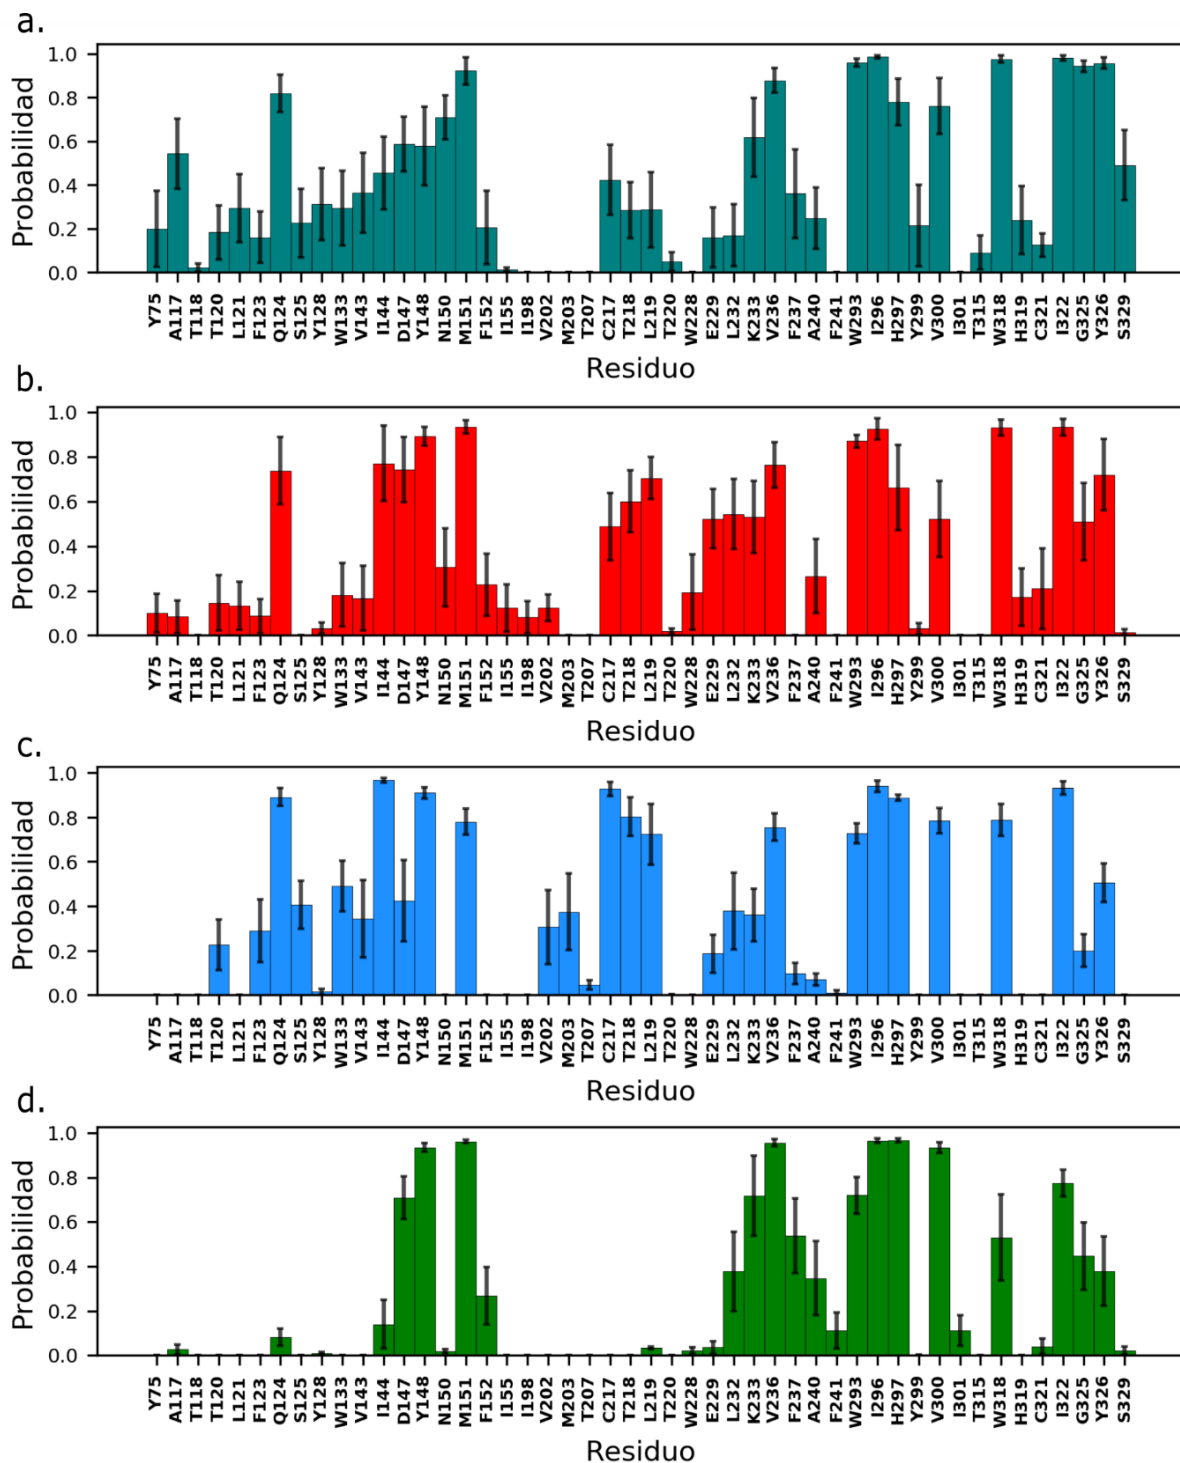 a.
Probabilidad
1.0
0.8
0.6
0.4
0.2
0.0
Y75 A117 T118 T120 L121 F123 Q124 S125 Y128 W133 V143 I144 D147 Y148 N150 M151 F152 I155 I198 V202 M203 T207 C217 T218 L219 T220 W228 E229 L232 K233 V236 F237 A240 F241 W293 I296 H297 Y299 V300 I301 T315 W318 H319 C321 I322 G325 Y326 S329
Residuo
b.
Probabilidad
1.0
0.8
0.6
0.4
0.2
0.0
Y75 A117 T118 T120 L121 F123 Q124 S125 Y128 W133 V143 I144 D147 Y148 N150 M151 F152 I155 I198 V202 M203 T207 C217 T218 L219 T220 W228 E229 L232 K233 V236 F237 A240 F241 W293 I296 H297 Y299 V300 I301 T315 W318 H319 C321 I322 G325 Y326 S329
Residuo
c.
Probabilidad
1.0
0.8
0.6
0.4
0.2
0.0
Y75 A117 T118 T120 L121 F123 Q124 S125 Y128 W133 V143 I144 D147 Y148 N150 M151 F152 I155 I198 V202 M203 T207 C217 T218 L219 T220 W228 E229 L232 K233 V236 F237 A240 F241 W293 I296 H297 Y299 V300 I301 T315 W318 H319 C321 I322 G325 Y326 S329
Residuo
d.
Probabilidad
1.0
0.8
0.6
0.4
0.2
0.0
Y75 A117 T118 T120 L121 F123 Q124 S125 Y128 W133 V143 I144 D147 Y148 N150 M151 F152 I155 I198 V202 M203 T207 C217 T218 L219 T220 W228 E229 L232 K233 V236 F237 A240 F241 W293 I296 H297 Y299 V300 I301 T315 W318 H319 C321 I322 G325 Y326 S329
Residuo